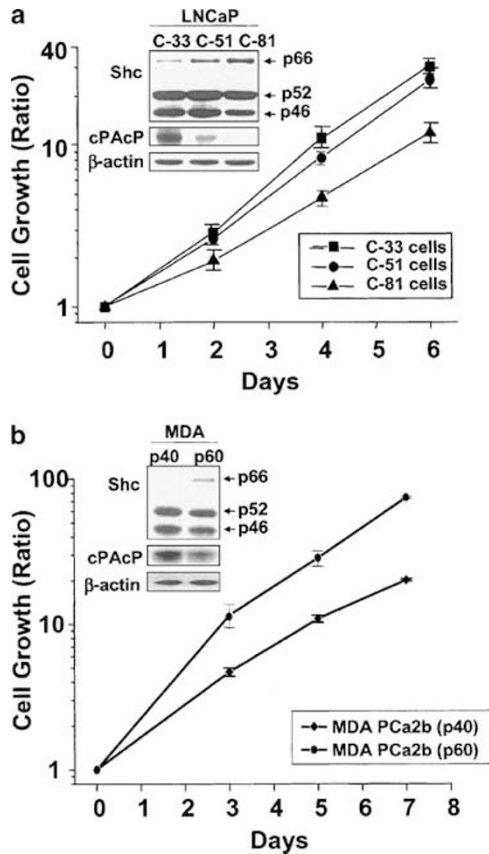 a
LNCaP
C-33 C-51 C-81
Shc
p66
p52
p46
cPAcP
β-actin
40
10
1
Cell Growth (Ratio)
C-33 cells
C-51 cells
C-81 cells
0 1 2 3 4 5 6
Days
b
MDA
p40 p60
Shc
p66
p52
p46
cPAcP
β-actin
100
10
1
Cell Growth (Ratio)
MDA PCa2b (p40)
MDA PCa2b (p60)
0 1 2 3 4 5 6 7 8
Days